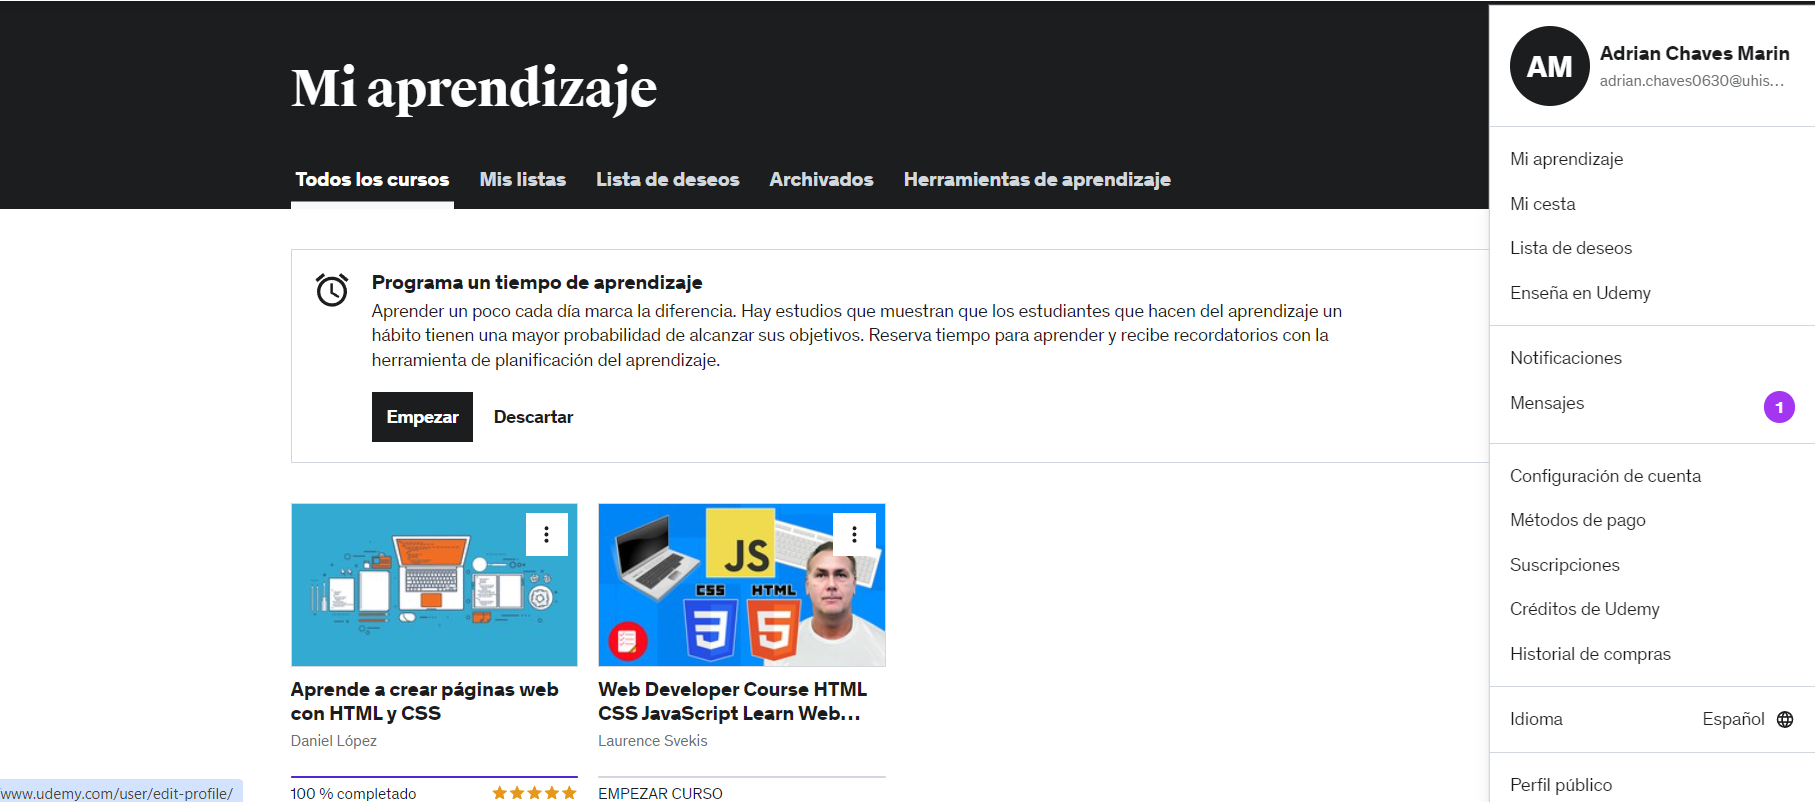 Mi aprendizaje
Todos los cursos
Mis listas
Lista de deseos
Archivados
Herramientas de aprendizaje
Programa un tiempo de aprendizaje
Aprender un poco cada día marca la diferencia. Hay estudios que muestran que los estudiantes que hacen del aprendizaje un
hábito tienen una mayor probabilidad de alcanzar sus objetivos. Reserva tiempo para aprender y recibe recordatorios con la
herramienta de planificación del aprendizaje.
Empezar
Descartar
JS
CSS
HTML
3
5
Aprende a crear páginas web
con HTML y CSS
Daniel López
100 % completado
Web Developer Course HTML
CSS JavaScript Learn Web...
Laurence Svekis
EMPEZAR CURSO
www.udemy.com/user/edit-profile/
AM
Adrian Chaves Marin
adrian.chaves0630@uhis...
Mi aprendizaje
Mi cesta
Lista de deseos
Enseña en Udemy
Notificaciones
Mensajes
1
Configuración de cuenta
Métodos de pago
Suscripciones
Créditos de Udemy
Historial de compras
Idioma
Español
Perfil público